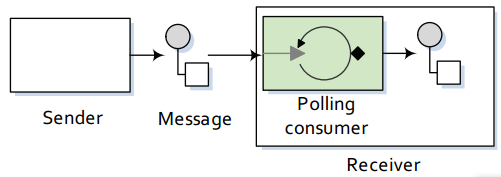 Sender
Message
Polling
consumer
Receiver